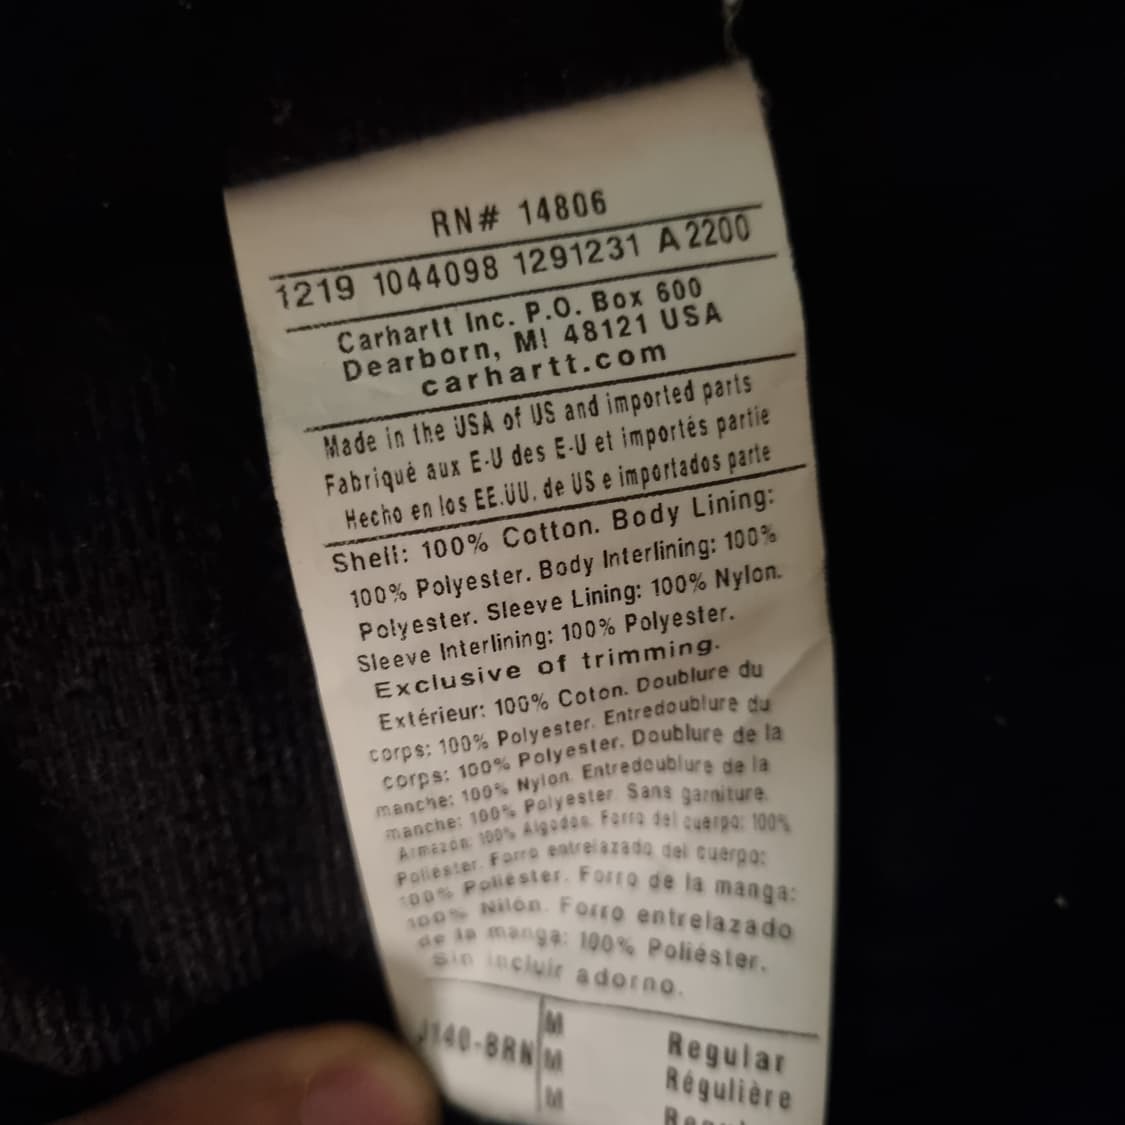 RN# 14806
1219 1044098 1291231 A2200
Carhartt Inc. P.O. Box 600
Dearborn, MI 48121 USA
carhartt.com
Made in the USA of US and imported parts
Fabriqué aux E-U des E-U et importés partie
Hecho en los EE.UU. de US e importados parte
Shell: 100% Cotton. Body Lining:
100% Polyester. Body Interlining: 100%
Polyester. Sleeve Lining: 100% Nylon.
Sleeve Interlining: 100% Polyester.
Exclusive of trimming.
Extérieur: 100% Coton. Doublure du
corps: 100% Polyester. Entredoublure du
corps: 100% Polyester. Doublure de la
manche: 100% Nylon. Entredoublure de la
manche: 100% Polyester. Sans garniture.
Armazón: 100% Algodón. Forro del cuerpo: 100%
Poliéster. Forro entrelazado del cuerpo:
100% Poliéster. Forro de la manga:
100% Nilón. Forro entrelazado
de la manga: 100% Poliéster.
Sin incluir adorno.
J140-BRN M Regular
M Régulière
M